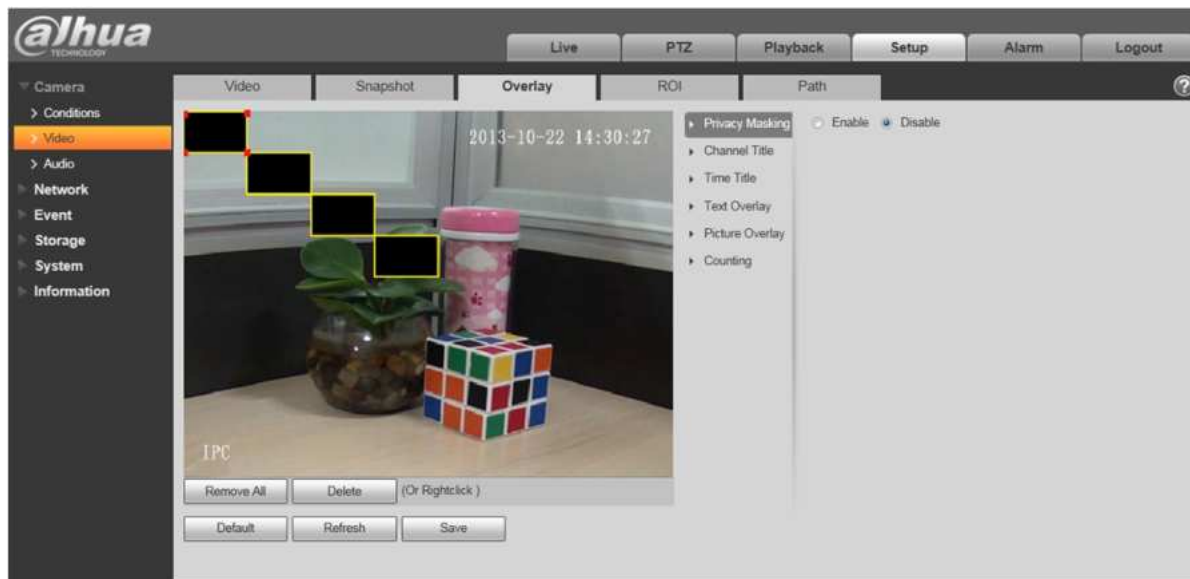 alhua
TECHNOLOGY
Live PTZ Playback Setup Alarm Logout
Camera
Conditions
Video
Audio
Network
Event
Storage
System
Information
Video Snapshot Overlay ROI Path
?
2013-10-22 14:30:27
IPC
Privacy Masking
Channel Title
Time Title
Text Overlay
Picture Overlay
Counting
Enable Disable
Remove All Delete (Or Rightclick )
Default Refresh Save